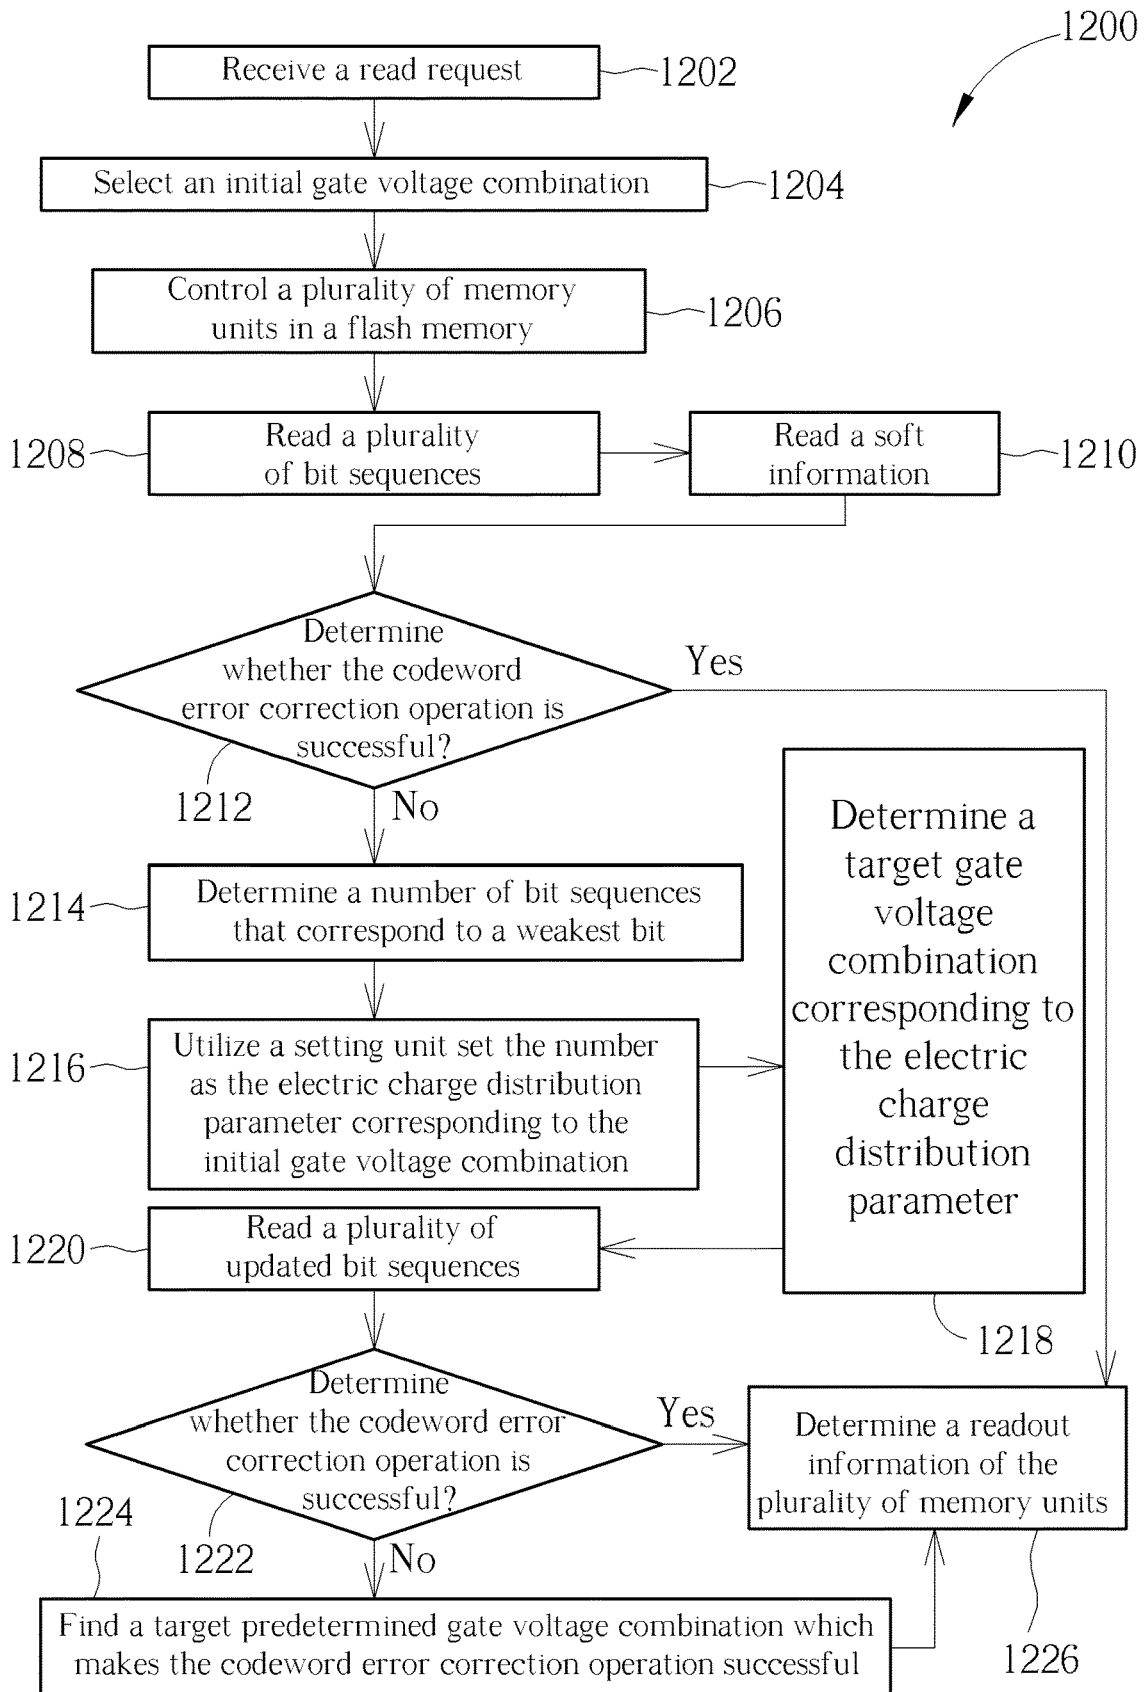 1200
Receive a read request
1202
Select an initial gate voltage combination
1204
Control a plurality of memory
units in a flash memory
1206
1208
Read a plurality
of bit sequences
Read a soft
information
1210
Determine
whether the codeword
error correction operation is
successful?
Yes
1212
No
1214
Determine a number of bit sequences
that correspond to a weakest bit
1216
Utilize a setting unit set the number
as the electric charge distribution
parameter corresponding to the
initial gate voltage combination
Determine a
target gate
voltage
combination
corresponding to
the electric
charge
distribution
parameter
1218
1220
Read a plurality of
updated bit sequences
Determine
whether the codeword error
correction operation is
successful?
Yes
1222
No
Determine a readout
information of the
plurality of memory units
1224
Find a target predetermined gate voltage combination which
makes the codeword error correction operation successful
1226